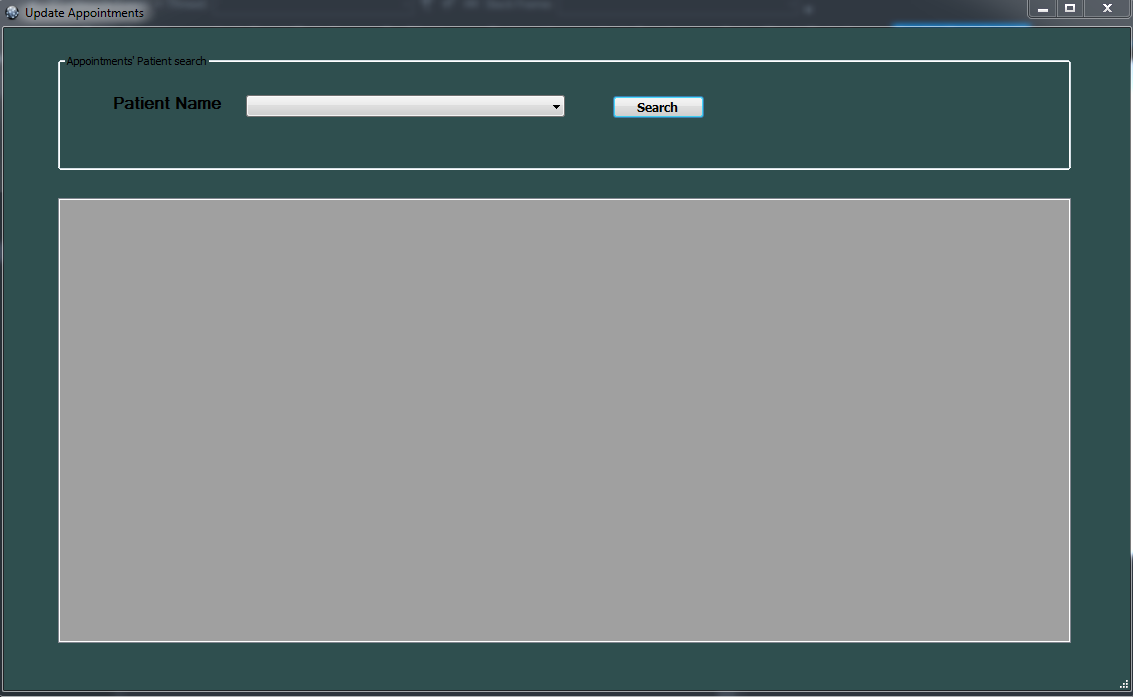 Update Appointments
Appointments' Patient search
Patient Name
Search